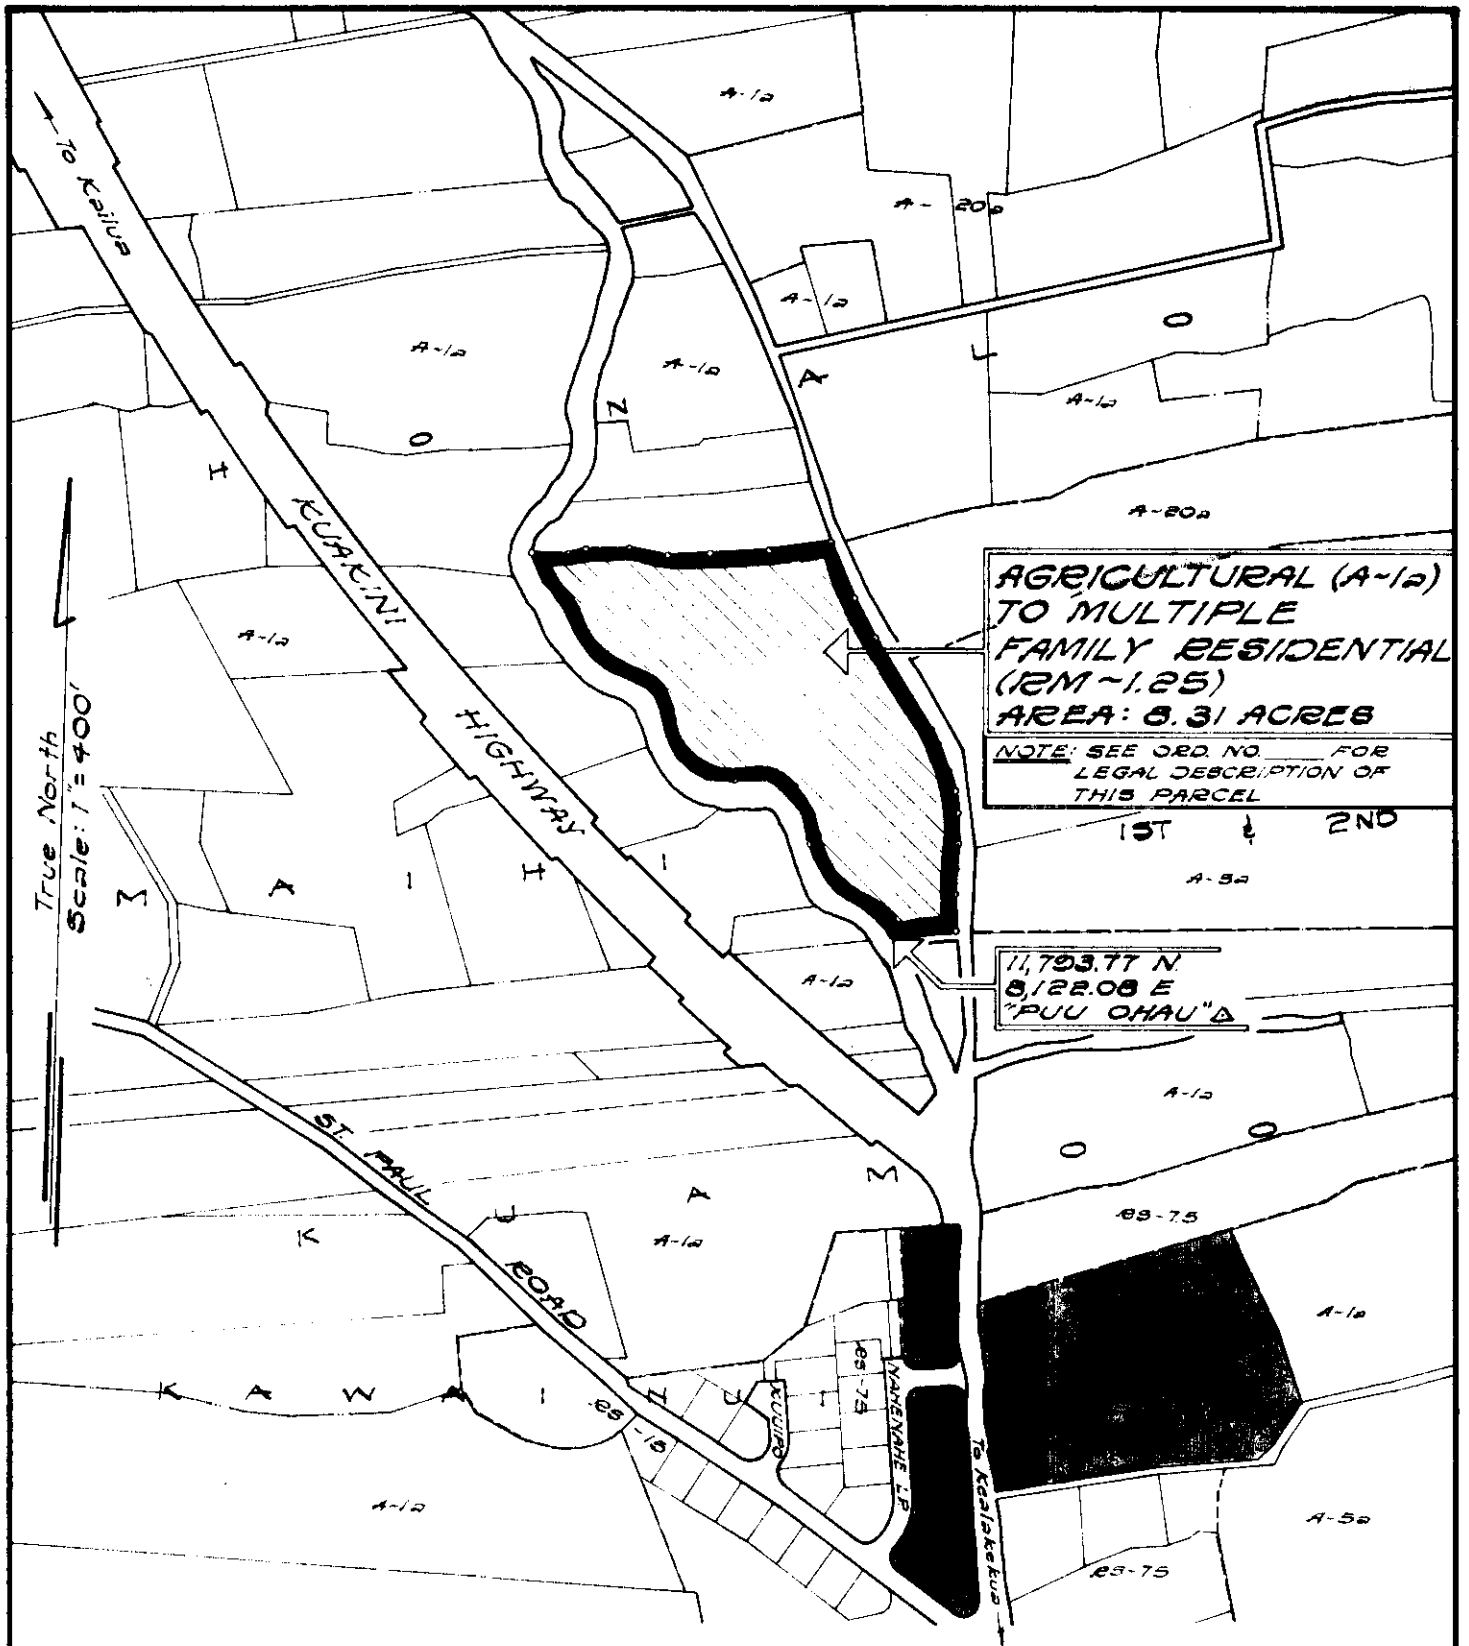 A-1a
To Kailua
A-20a
A-1a
O
L
A-1a
A-1a
A
A-1a
N
O
H
A-20a
KUAKINI
HIGHWAY
AGRICULTURAL (A~1a)
TO MULTIPLE
FAMILY RESIDENTIAL
(RM~1.25)
AREA: 8.31 ACRES
NOTE: SEE ORD. NO. ____ FOR
LEGAL DESCRIPTION OF
THIS PARCEL
A-1a
True North
Scale: 1" = 400'
1ST & 2ND
M A I H I
A-5a
A-1a
11,793.77 N.
8,122.08 E
"PUU OHAU" △
A-1a
O O
ST. PAUL
ROAD
K U A M
A-1a
RS-7.5
A-1a
K A W A I N U I
RS-15
KUUIPO
RS-7.5
NAHENAHE LP
To Kealakekua
A-1a
A-5a
RS-7.5